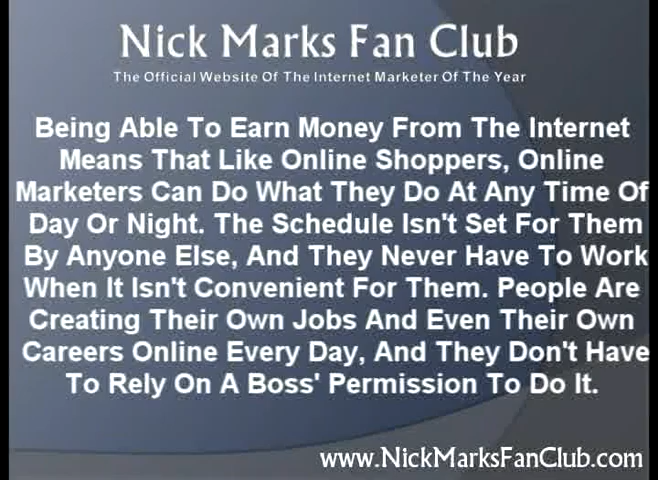 Nick Marks Fan Club
The Official Website Of The Internet Marketer Of The Year
Being Able To Earn Money From The Internet
Means That Like Online Shoppers, Online
Marketers Can Do What They Do At Any Time Of
Day Or Night. The Schedule Isn't Set For Them
By Anyone Else, And They Never Have To Work
When It Isn't Convenient For Them. People Are
Creating Their Own Jobs And Even Their Own
Careers Online Every Day, And They Don't Have
To Rely On A Boss' Permission To Do It.
www.NickMarksFanClub.com